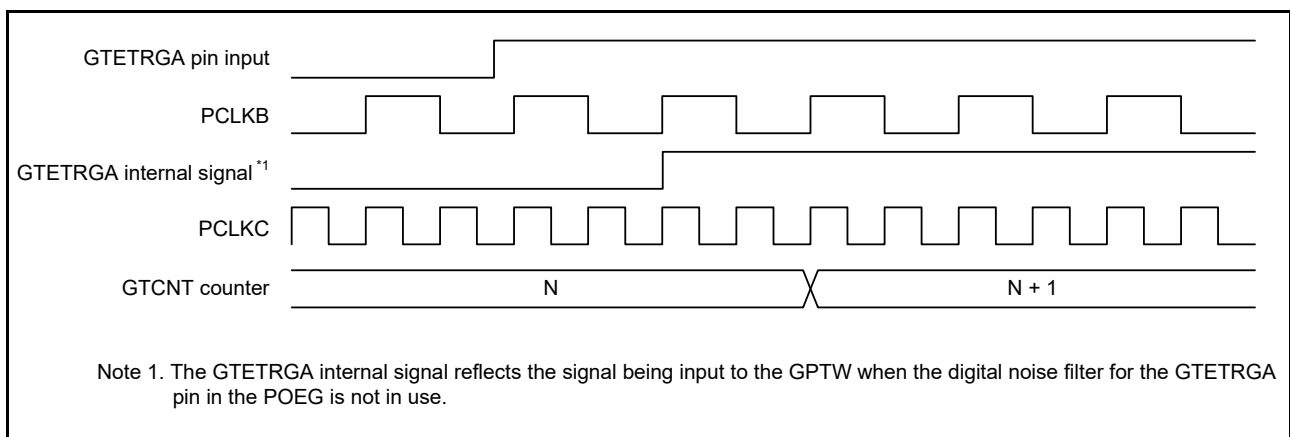 GTETRGA pin input
PCLKB
GTETRGA internal signal *1
PCLKC
GTCNT counter
N
N + 1
Note 1. The GTETRGA internal signal reflects the signal being input to the GPTW when the digital noise filter for the GTETRGA
pin in the POEG is not in use.